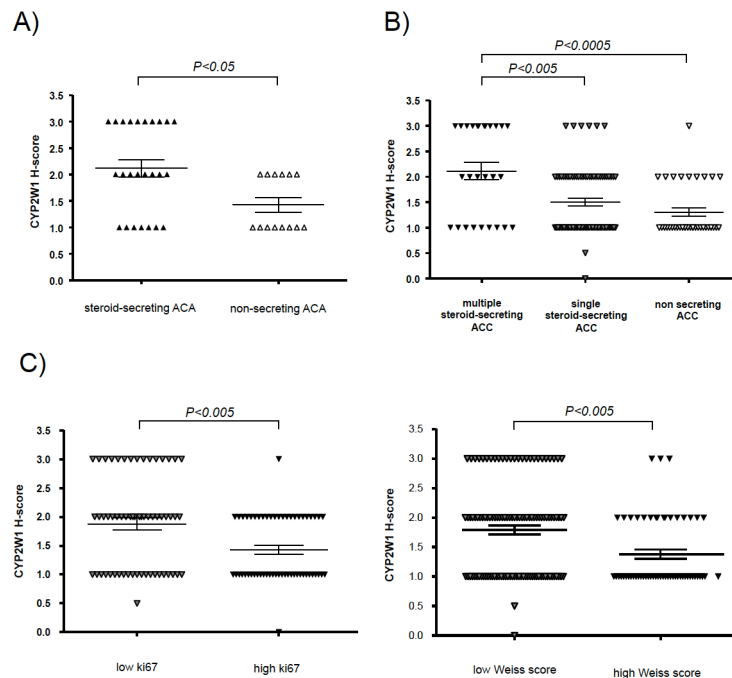 A)
P<0.05
CYP2W1 H-score
3.5
3.0
2.5
2.0
1.5
1.0
0.5
0.0
steroid-secreting ACA
non-secreting ACA
B)
P<0.0005
P<0.005
CYP2W1 H-score
3.5
3.0
2.5
2.0
1.5
1.0
0.5
0.0
multiple
steroid-secreting
ACC
single
steroid-secreting
ACC
non secreting
ACC
C)
P<0.005
CYP2W1 H-score
3.5
3.0
2.5
2.0
1.5
1.0
0.5
0.0
low ki67
high ki67
P<0.005
CYP2W1 H-score
3.5
3.0
2.5
2.0
1.5
1.0
0.5
0.0
low Weiss score
high Weiss score